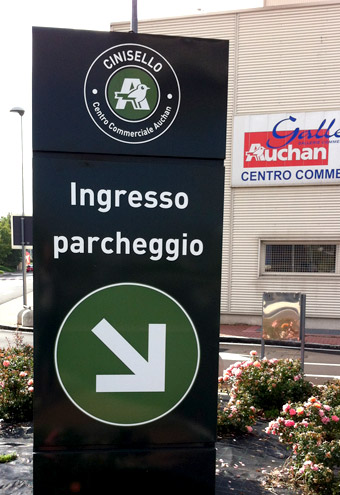 CINISELLO
Centro Commerciale Auchan
Ingresso
parcheggio
Auchan
CENTRO COMME